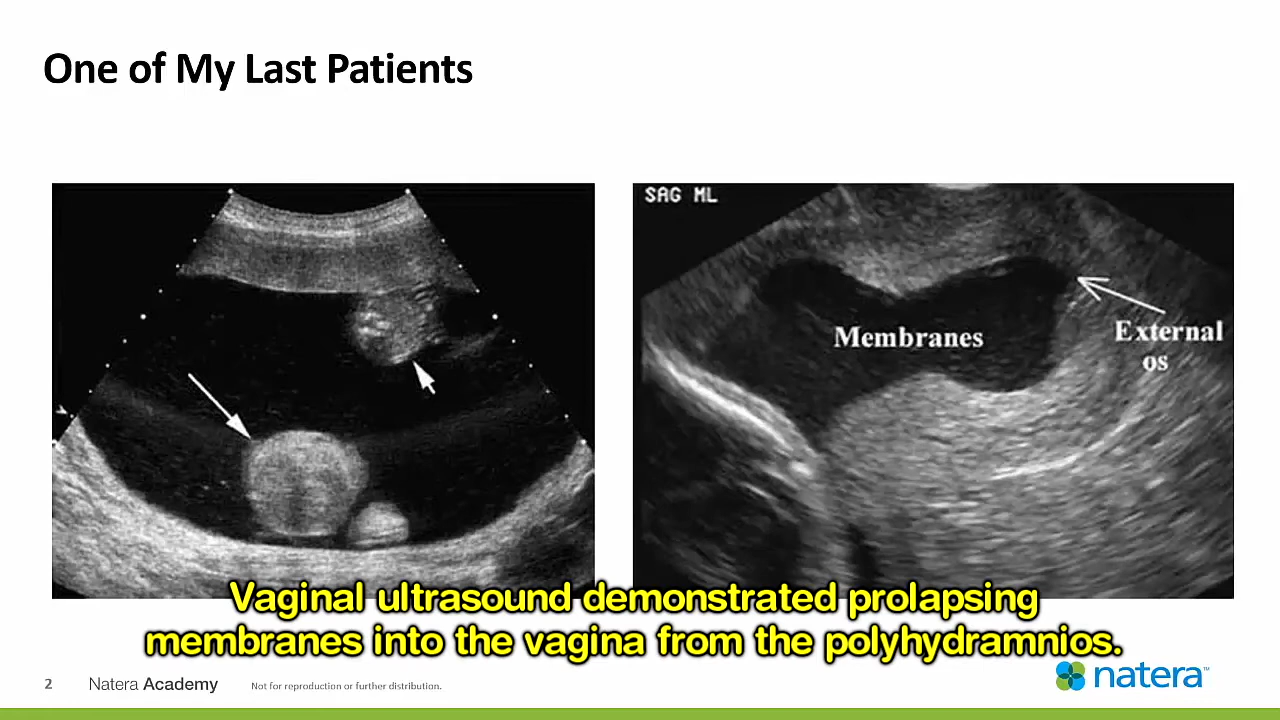 One of My Last Patients
SAG ML
Membranes
External
os
Vaginal ultrasound demonstrated prolapsing
membranes into the vagina from the polyhydramnios.
2
Natera Academy
Not for reproduction or further distribution.
natera™